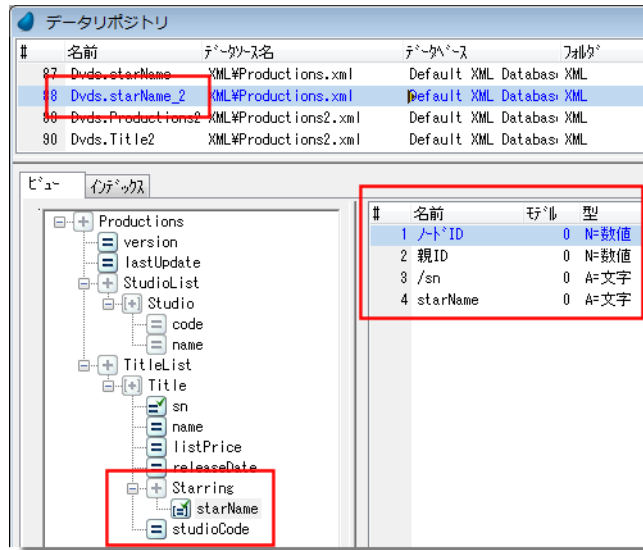 データリポジトリ
# 名前 ﾃﾞｰﾀｿｰｽ名 ﾃﾞｰﾀﾍﾞｰｽ ﾌｫﾙﾀﾞ
87 Dvds.starName XML¥Productions.xml Default XML Databas XML
88 Dvds.starName_2 XML¥Productions.xml Default XML Databas XML
89 Dvds.Productions2 XML¥Productions2.xml Default XML Databas XML
90 Dvds.Title2 XML¥Productions2.xml Default XML Databas XML
ﾋﾞｭｰ ｲﾝﾃﾞｯｸｽ
# 名前 ﾓﾃﾞﾙ 型
1 ﾉｰﾄﾞID 0 N=数値
2 親ID 0 N=数値
3 /sn 0 A=文字
4 starName 0 A=文字
Productions
version
lastUpdate
StudioList
Studio
code
name
TitleList
Title
sn
name
listPrice
releaseDate
Starring
starName
studioCode